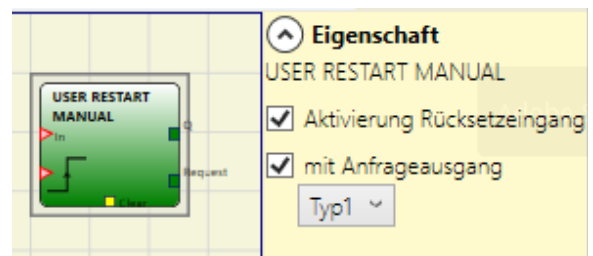 Eigenschaft
USER RESTART MANUAL
Aktivierung Rücksetzeingang
mit Anfrageausgang
Typ1
USER RESTART
MANUAL
In
Q
Request
Clear